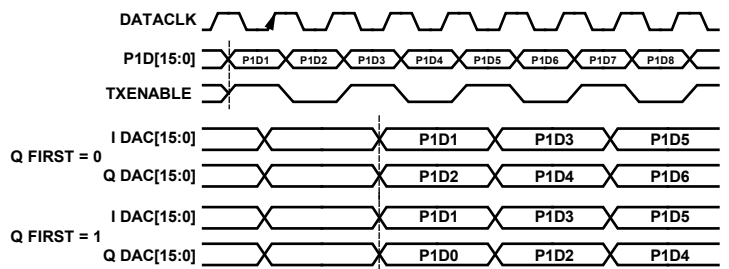 DATACLK
P1D[15:0] P1D1 P1D2 P1D3 P1D4 P1D5 P1D6 P1D7 P1D8
TXENABLE
Q FIRST = 0
I DAC[15:0] P1D1 P1D3 P1D5
Q DAC[15:0] P1D2 P1D4 P1D6
Q FIRST = 1
I DAC[15:0] P1D1 P1D3 P1D5
Q DAC[15:0] P1D0 P1D2 P1D4